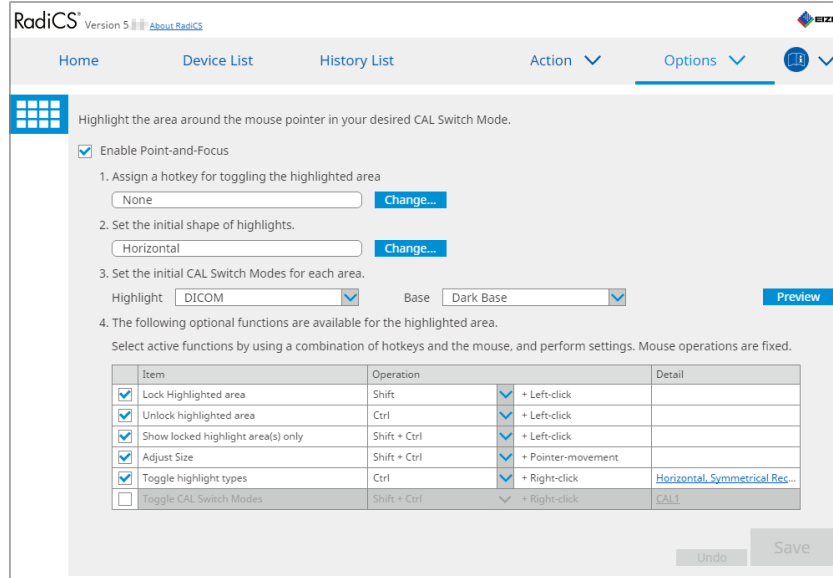 RadiCS® Version 5. About RadiCS
EIZ
Home Device List History List Action Options
Highlight the area around the mouse pointer in your desired CAL Switch Mode.
Enable Point-and-Focus
1. Assign a hotkey for toggling the highlighted area
None Change...
2. Set the initial shape of highlights.
Horizontal Change...
3. Set the initial CAL Switch Modes for each area.
Highlight DICOM Base Dark Base Preview
4. The following optional functions are available for the highlighted area.
Select active functions by using a combination of hotkeys and the mouse, and perform settings. Mouse operations are fixed.
Item Operation Detail
Lock Highlighted area Shift + Left-click
Unlock highlighted area Ctrl + Left-click
Show locked highlight area(s) only Shift + Ctrl + Left-click
Adjust Size Shift + Ctrl + Pointer-movement
Toggle highlight types Ctrl + Right-click Horizontal, Symmetrical Rec...
Toggle CAL Switch Modes Shift + Ctrl + Right-click CAL1
Undo Save